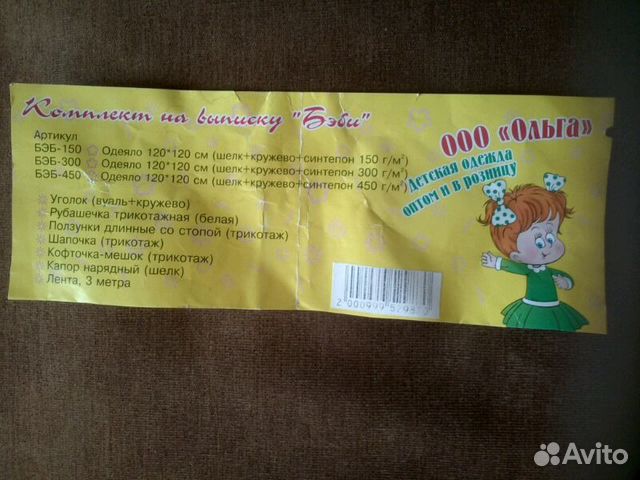 Комплект на выписку "Бэби"
Артикул
БЭБ-150 Одеяло 120*120 см (шелк+кружево+синтепон 150 г/м²)
БЭБ-300 Одеяло 120*120 см (шелк+кружево+синтепон 300 г/м²)
БЭБ-450 Одеяло 120*120 см (шелк+кружево+синтепон 450 г/м²)
Уголок (вуаль+кружево)
Рубашечка трикотажная (белая)
Ползунки длинные со стопой (трикотаж)
Шапочка (трикотаж)
Кофточка-мешок (трикотаж)
Капор нарядный (шелк)
Лента, 3 метра
ООО «Ольга»
Детская одежда
оптом и в розницу
Avito